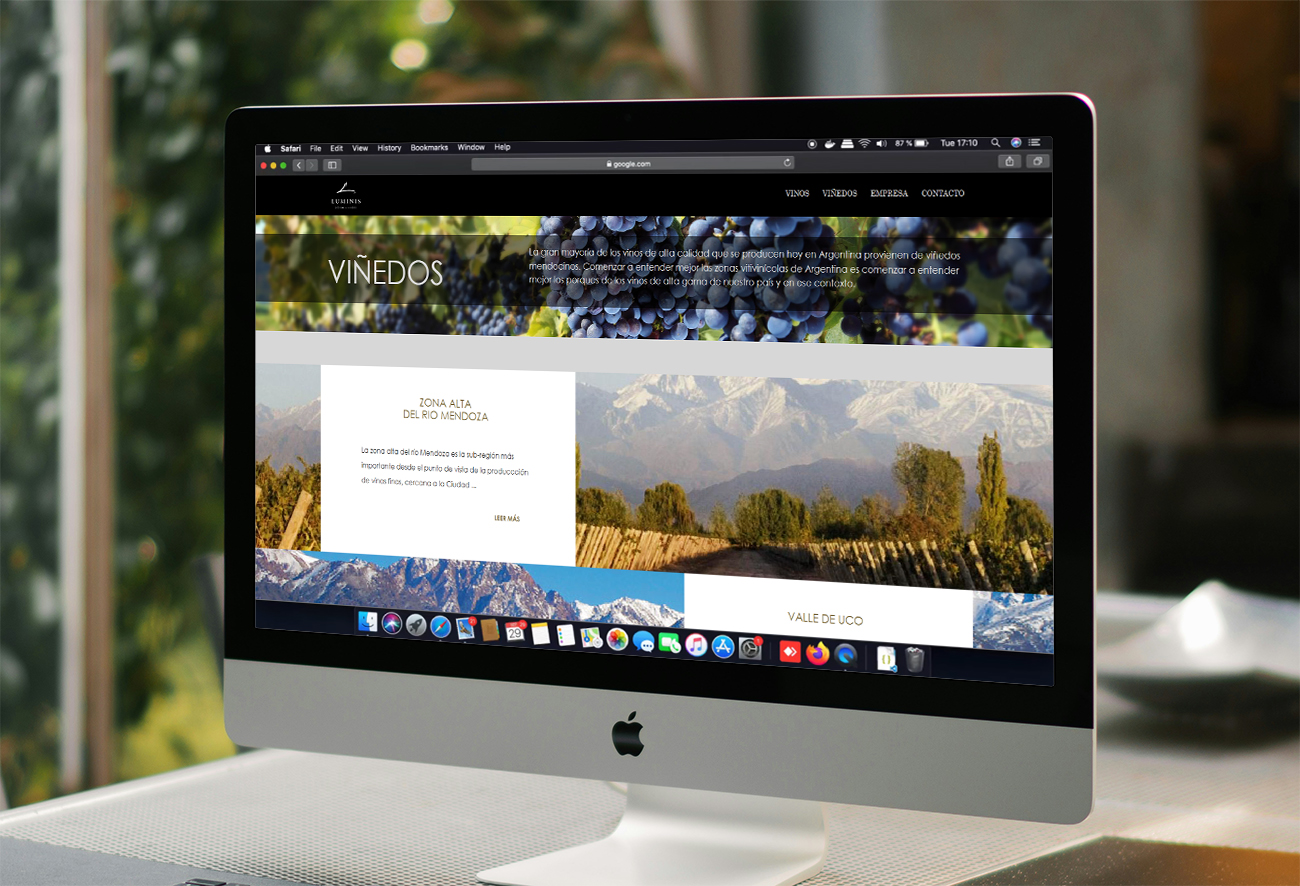 Safari File Edit View History Bookmarks Window Help
87 % Tue 17:10
google.com
LUMINIS
VINOS VIÑEDOS EMPRESA CONTACTO
VIÑEDOS
La gran mayoría de los vinos de alta calidad que se producen hoy en Argentina provienen de viñedos
mendocinos. Comenzar a entender mejor las zonas vitivinícolas de Argentina es comenzar a entender
mejor los porques de los vinos de alta gama de nuestro país y en ese contexto.
ZONA ALTA
DEL RIO MENDOZA
La zona alta del río Mendoza es la sub-región más
importante desde el punto de vista de la produccción
de vinos finos, cercana a la Ciudad ...
LEER MÁS
VALLE DE UCO
29